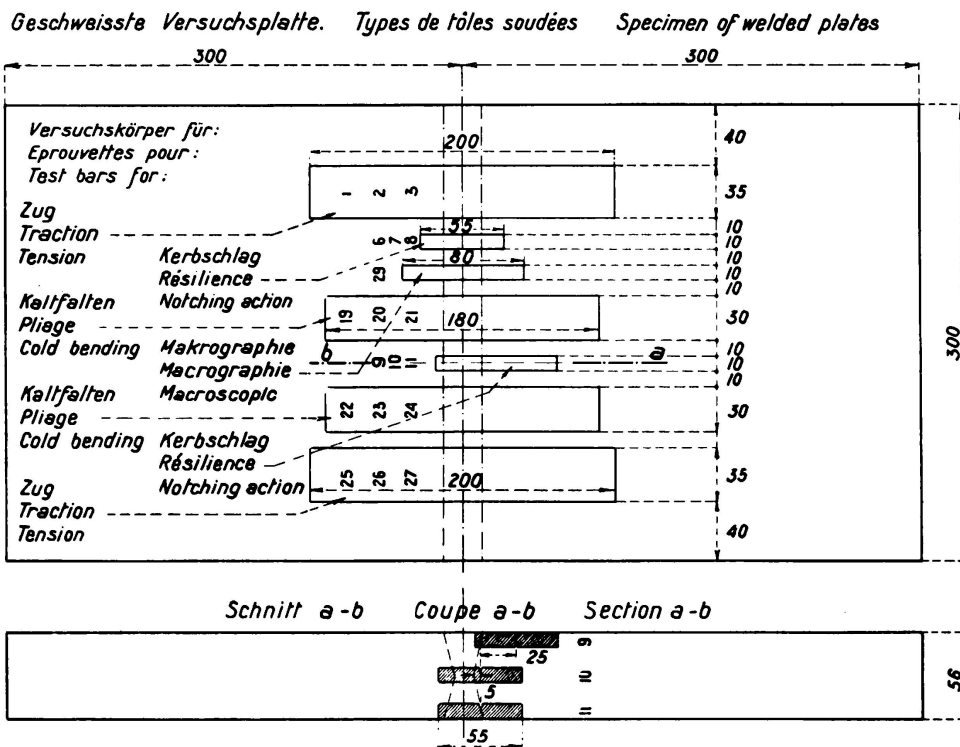 Geschweisste Versuchsplatte. Types de tôles soudées Specimen of welded plates
300 300
Versuchskörper für:
Eprouvettes pour:
Test bars for:
200
40
1 2 3
35
Zug
Traction
Tension
55
10
6 7 8
10
Kerbschlag
Résilience
Notching action
80
10
29
10
10
Kaltfalten
Pliage
Cold bending
19 20 21
180
30
300
Makrographie
Macrographie
Macroscopic
b a
9 10 11
10
10
10
Kaltfalten
Pliage
Cold bending
22 23 24
30
Kerbschlag
Résilience
Notching action
25 26 27
200
35
Zug
Traction
Tension
40
Schnitt a-b Coupe a-b Section a-b
9
25
10
5
11
56
55